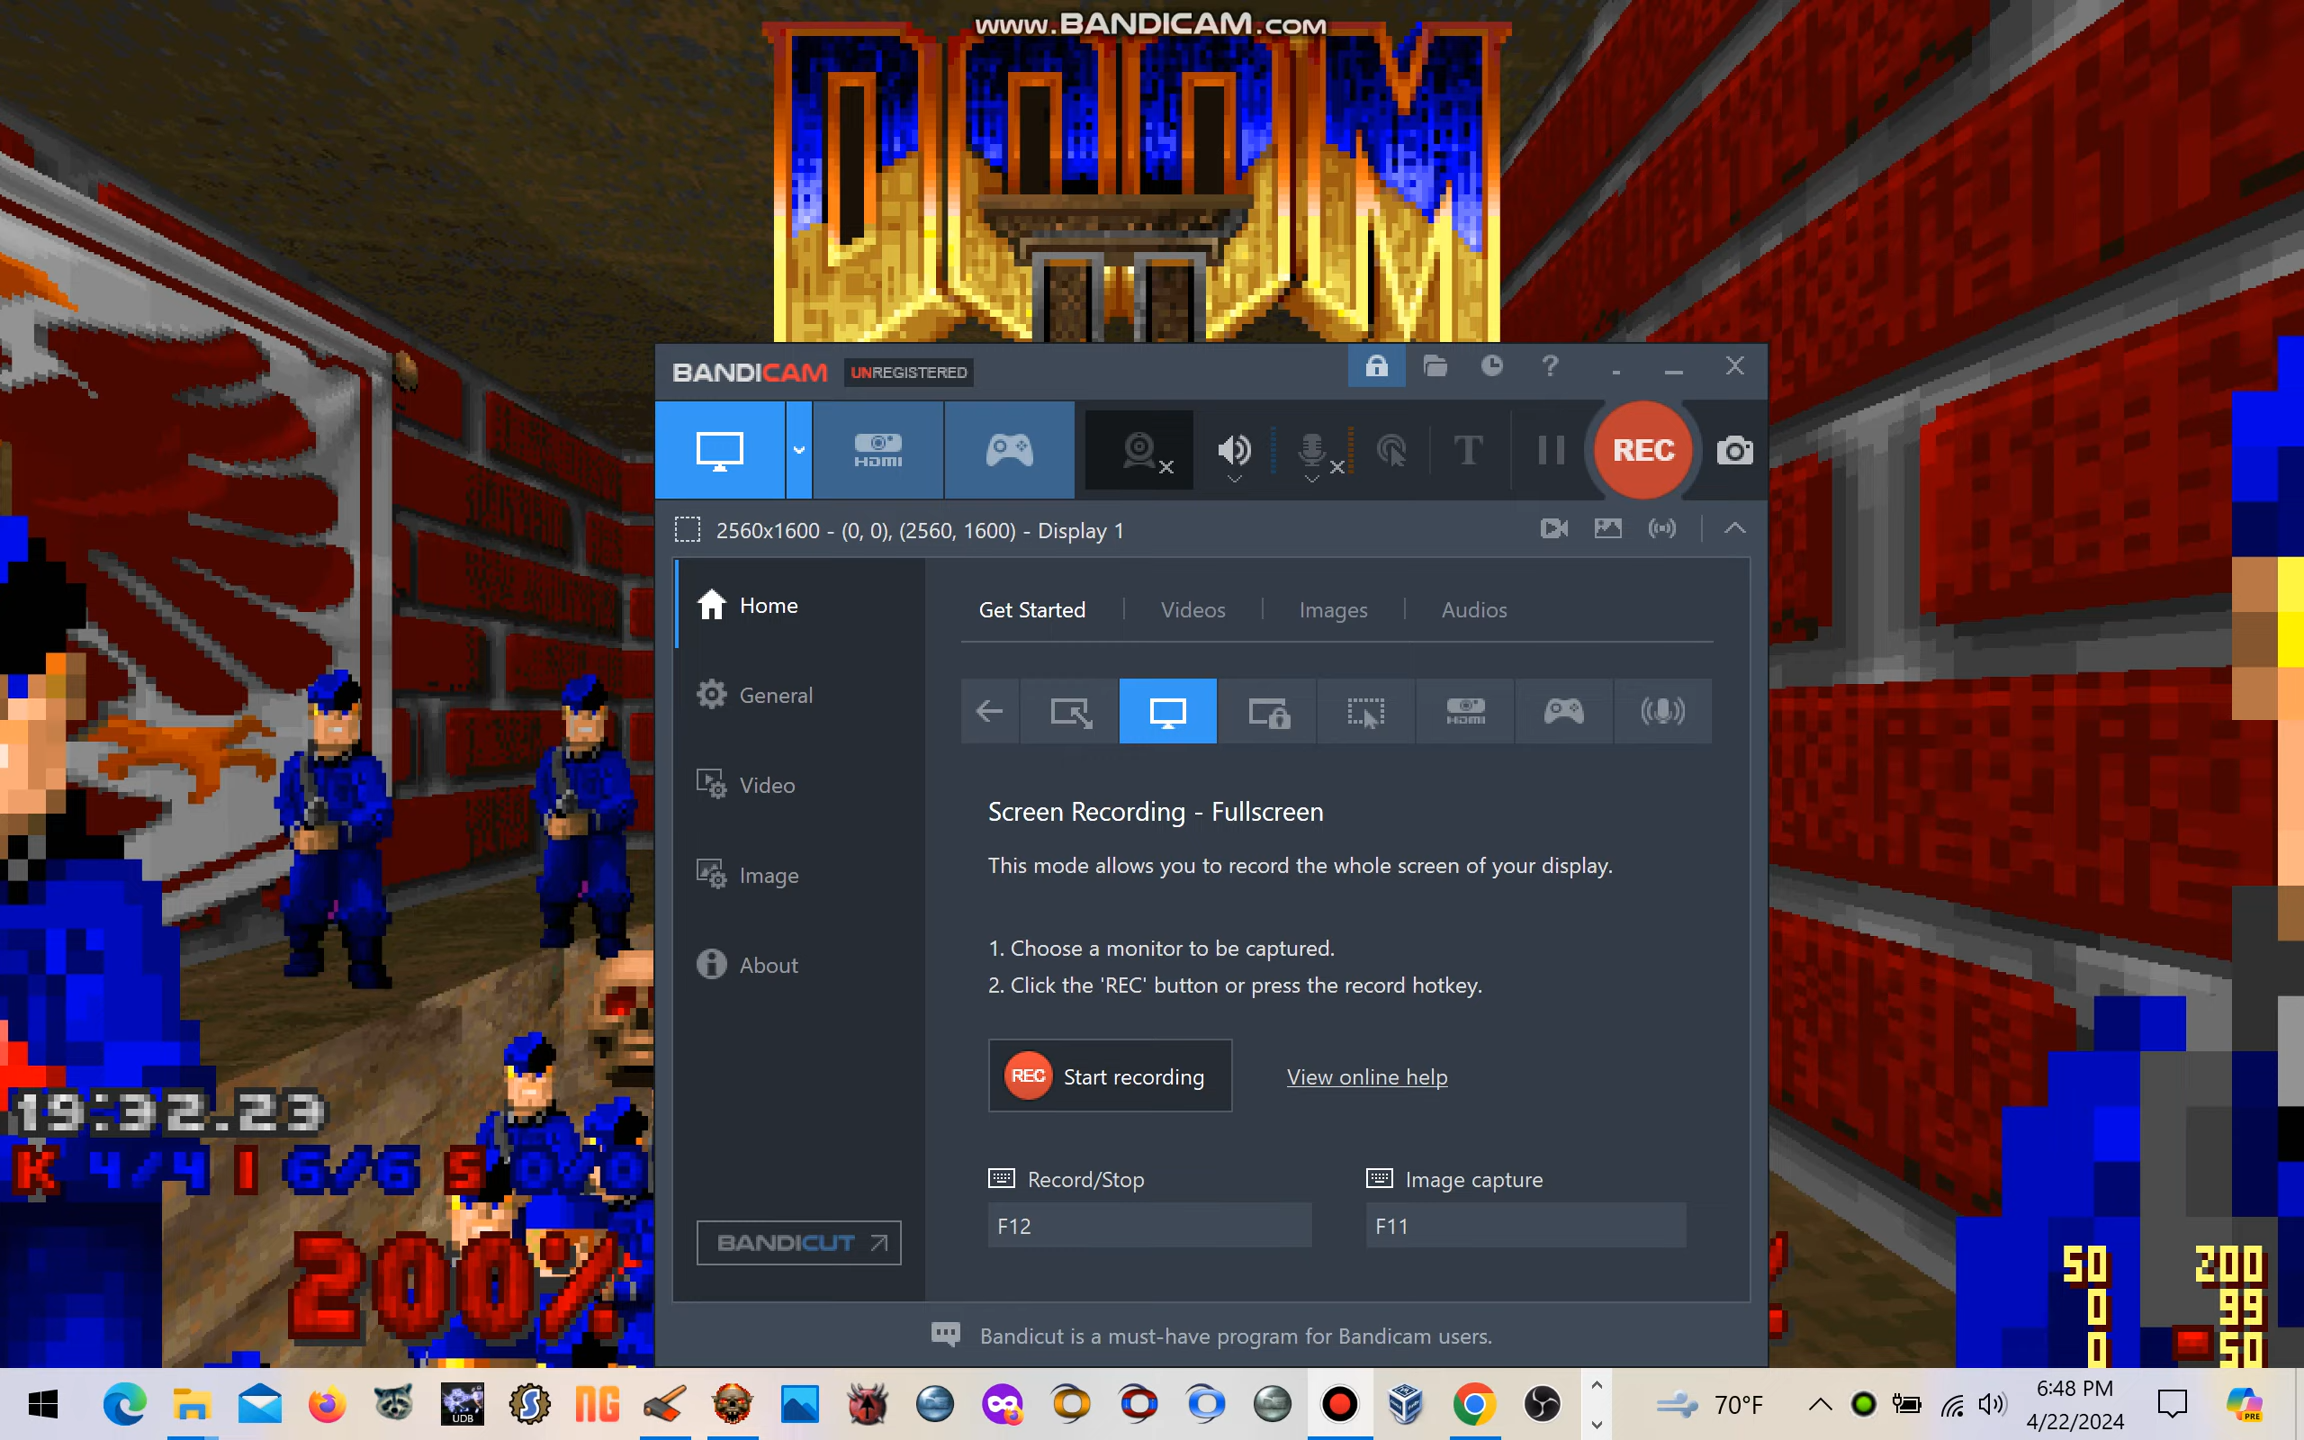 www.BANDICAM.com
DOOM
BANDICAM UNREGISTERED
?
HDMI
T
REC
2560x1600 - (0, 0), (2560, 1600) - Display 1
Home
General
Video
Image
About
BANDICUT
Get Started
Videos
Images
Audios
HDMI
Screen Recording - Fullscreen
This mode allows you to record the whole screen of your display.
1. Choose a monitor to be captured.
2. Click the 'REC' button or press the record hotkey.
REC Start recording
View online help
Record/Stop
F12
Image capture
F11
Bandicut is a must-have program for Bandicam users.
19:32.23
K 4/4 I 6/6 S 0/0
200%
50 200
0 99
0 50
UDB
NG
70°F
6:48 PM
4/22/2024
PRE